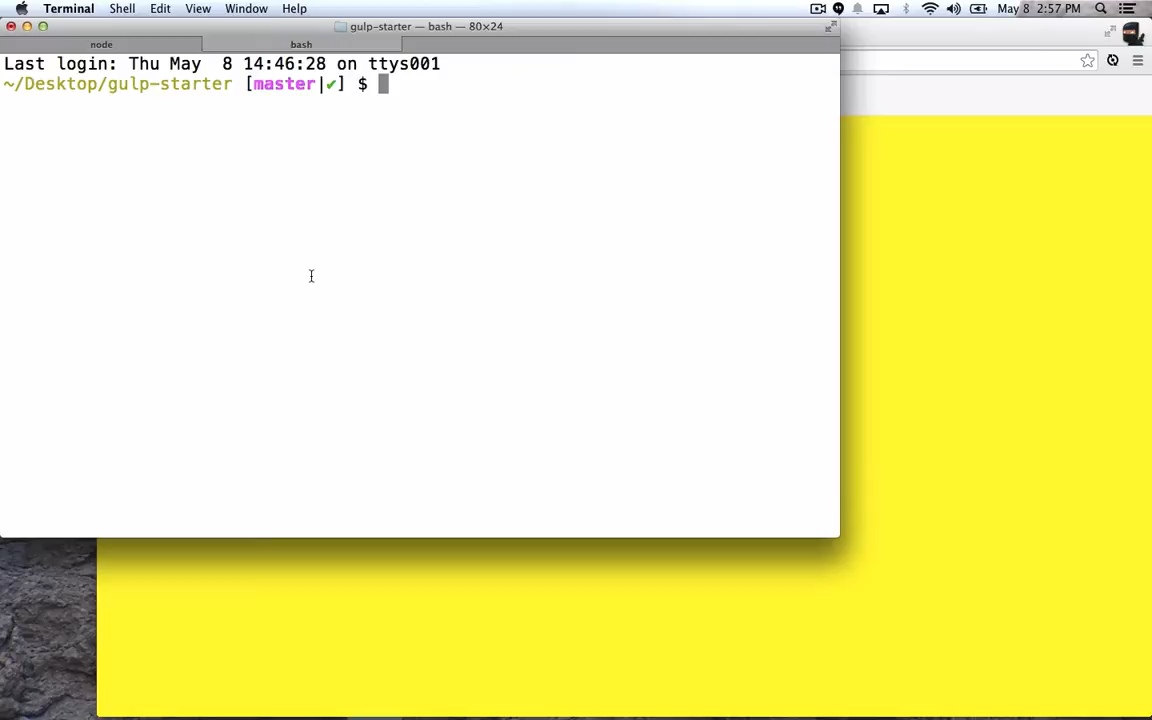 Terminal Shell Edit View Window Help May 8 2:57 PM
gulp-starter — bash — 80×24
node bash
Last login: Thu May  8 14:46:28 on ttys001
~/Desktop/gulp-starter [master|✔] $